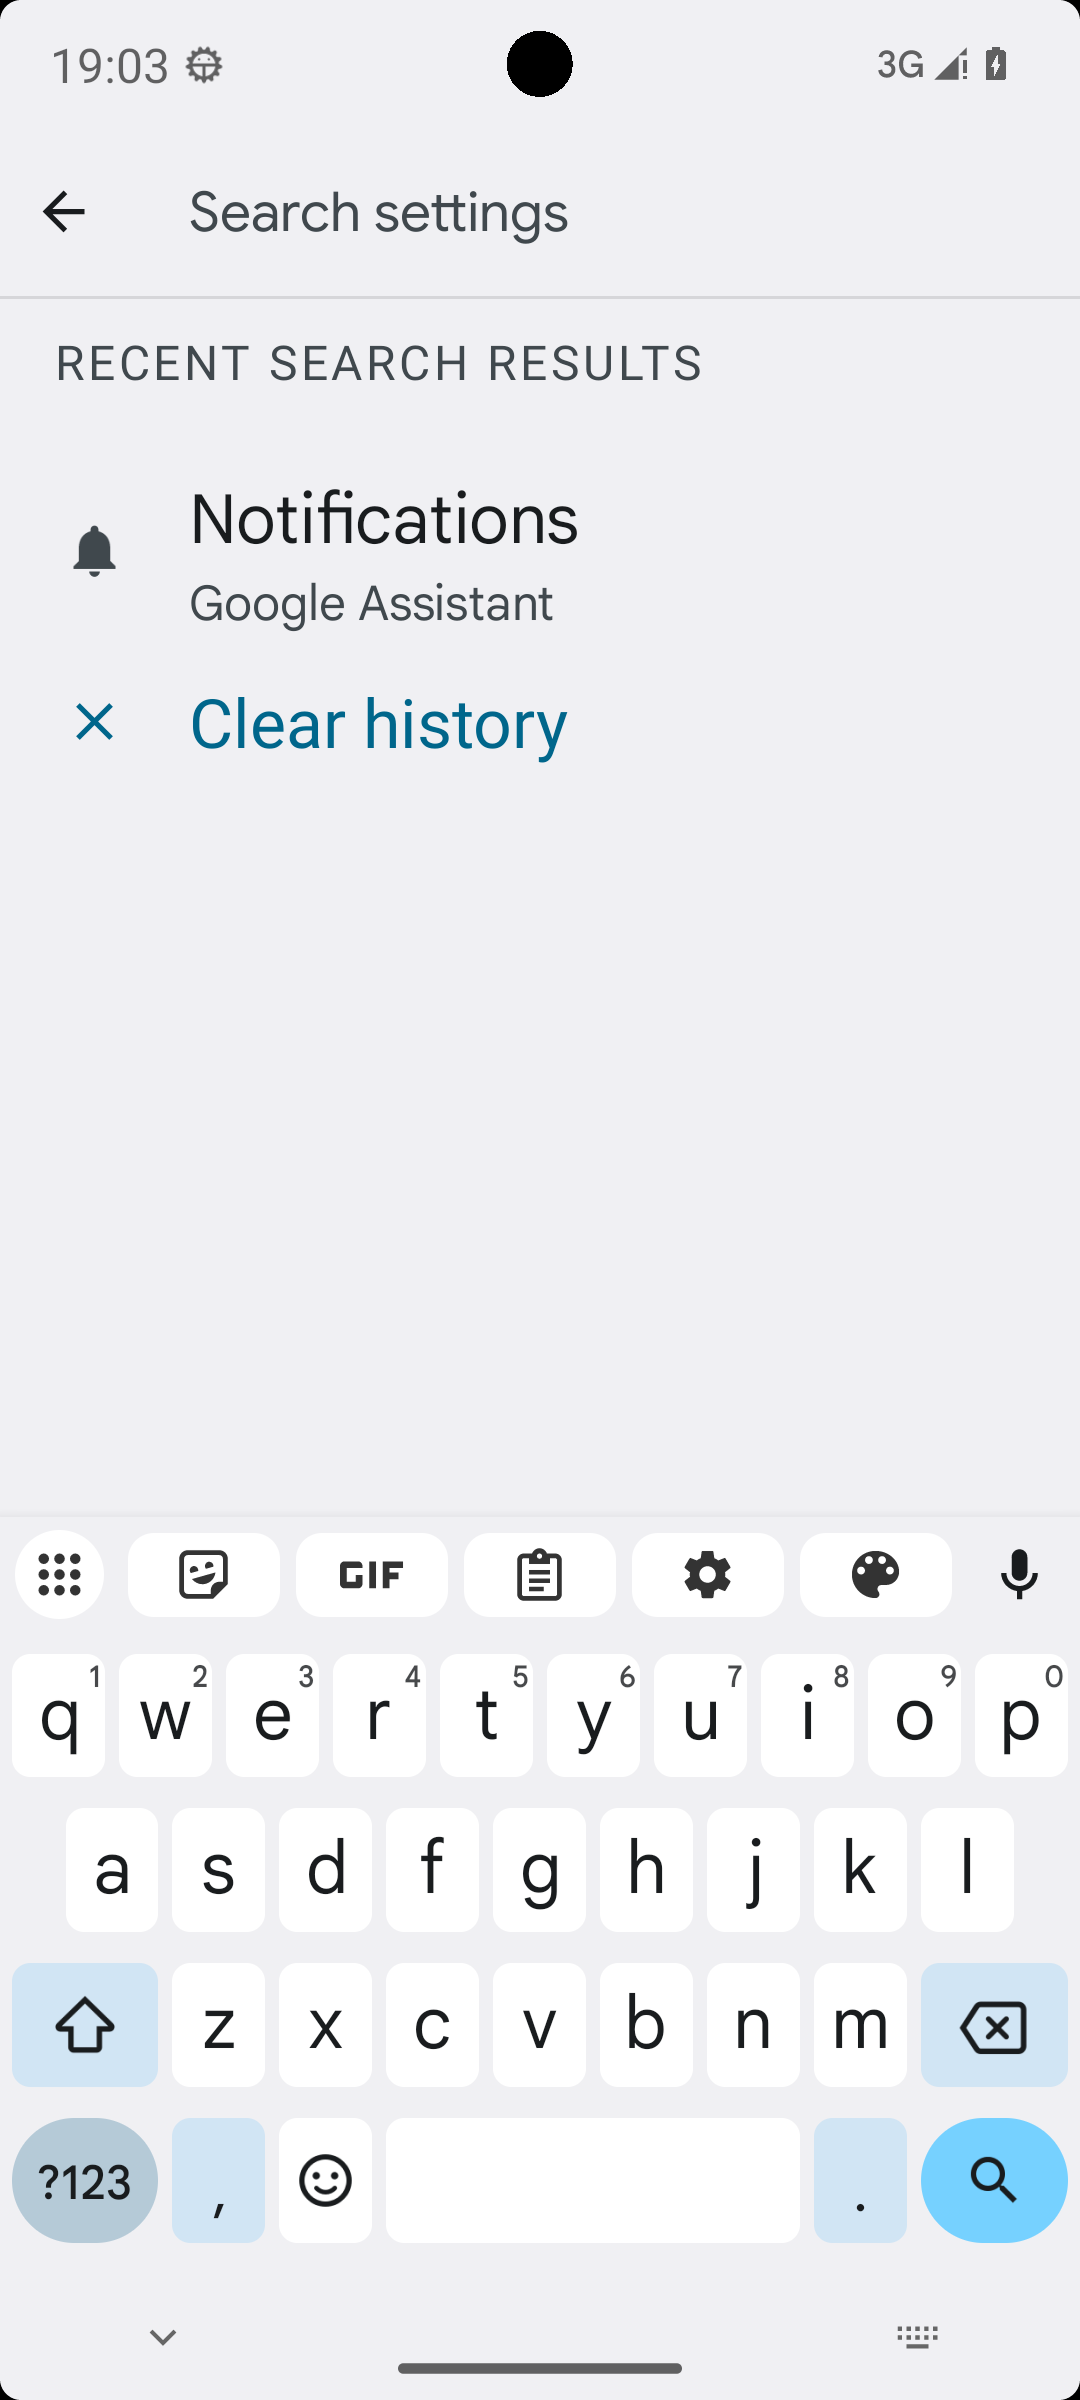 19:03 3G
Search settings
RECENT SEARCH RESULTS
Notifications
Google Assistant
Clear history
GIF
q 1 w 2 e 3 r 4 t 5 y 6 u 7 i 8 o 9 p 0
a s d f g h j k l
z x c v b n m
?123 , .